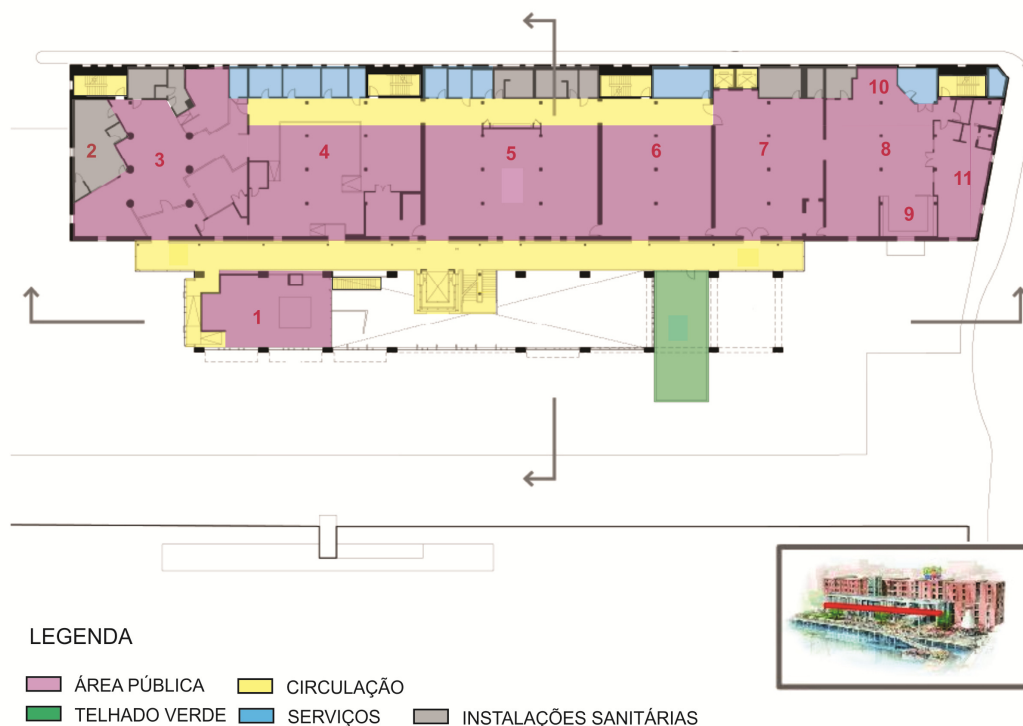 10
2
3
4
5
6
7
8
11
9
1
LEGENDA
ÁREA PÚBLICA
CIRCULAÇÃO
TELHADO VERDE
SERVIÇOS
INSTALAÇÕES SANITÁRIAS